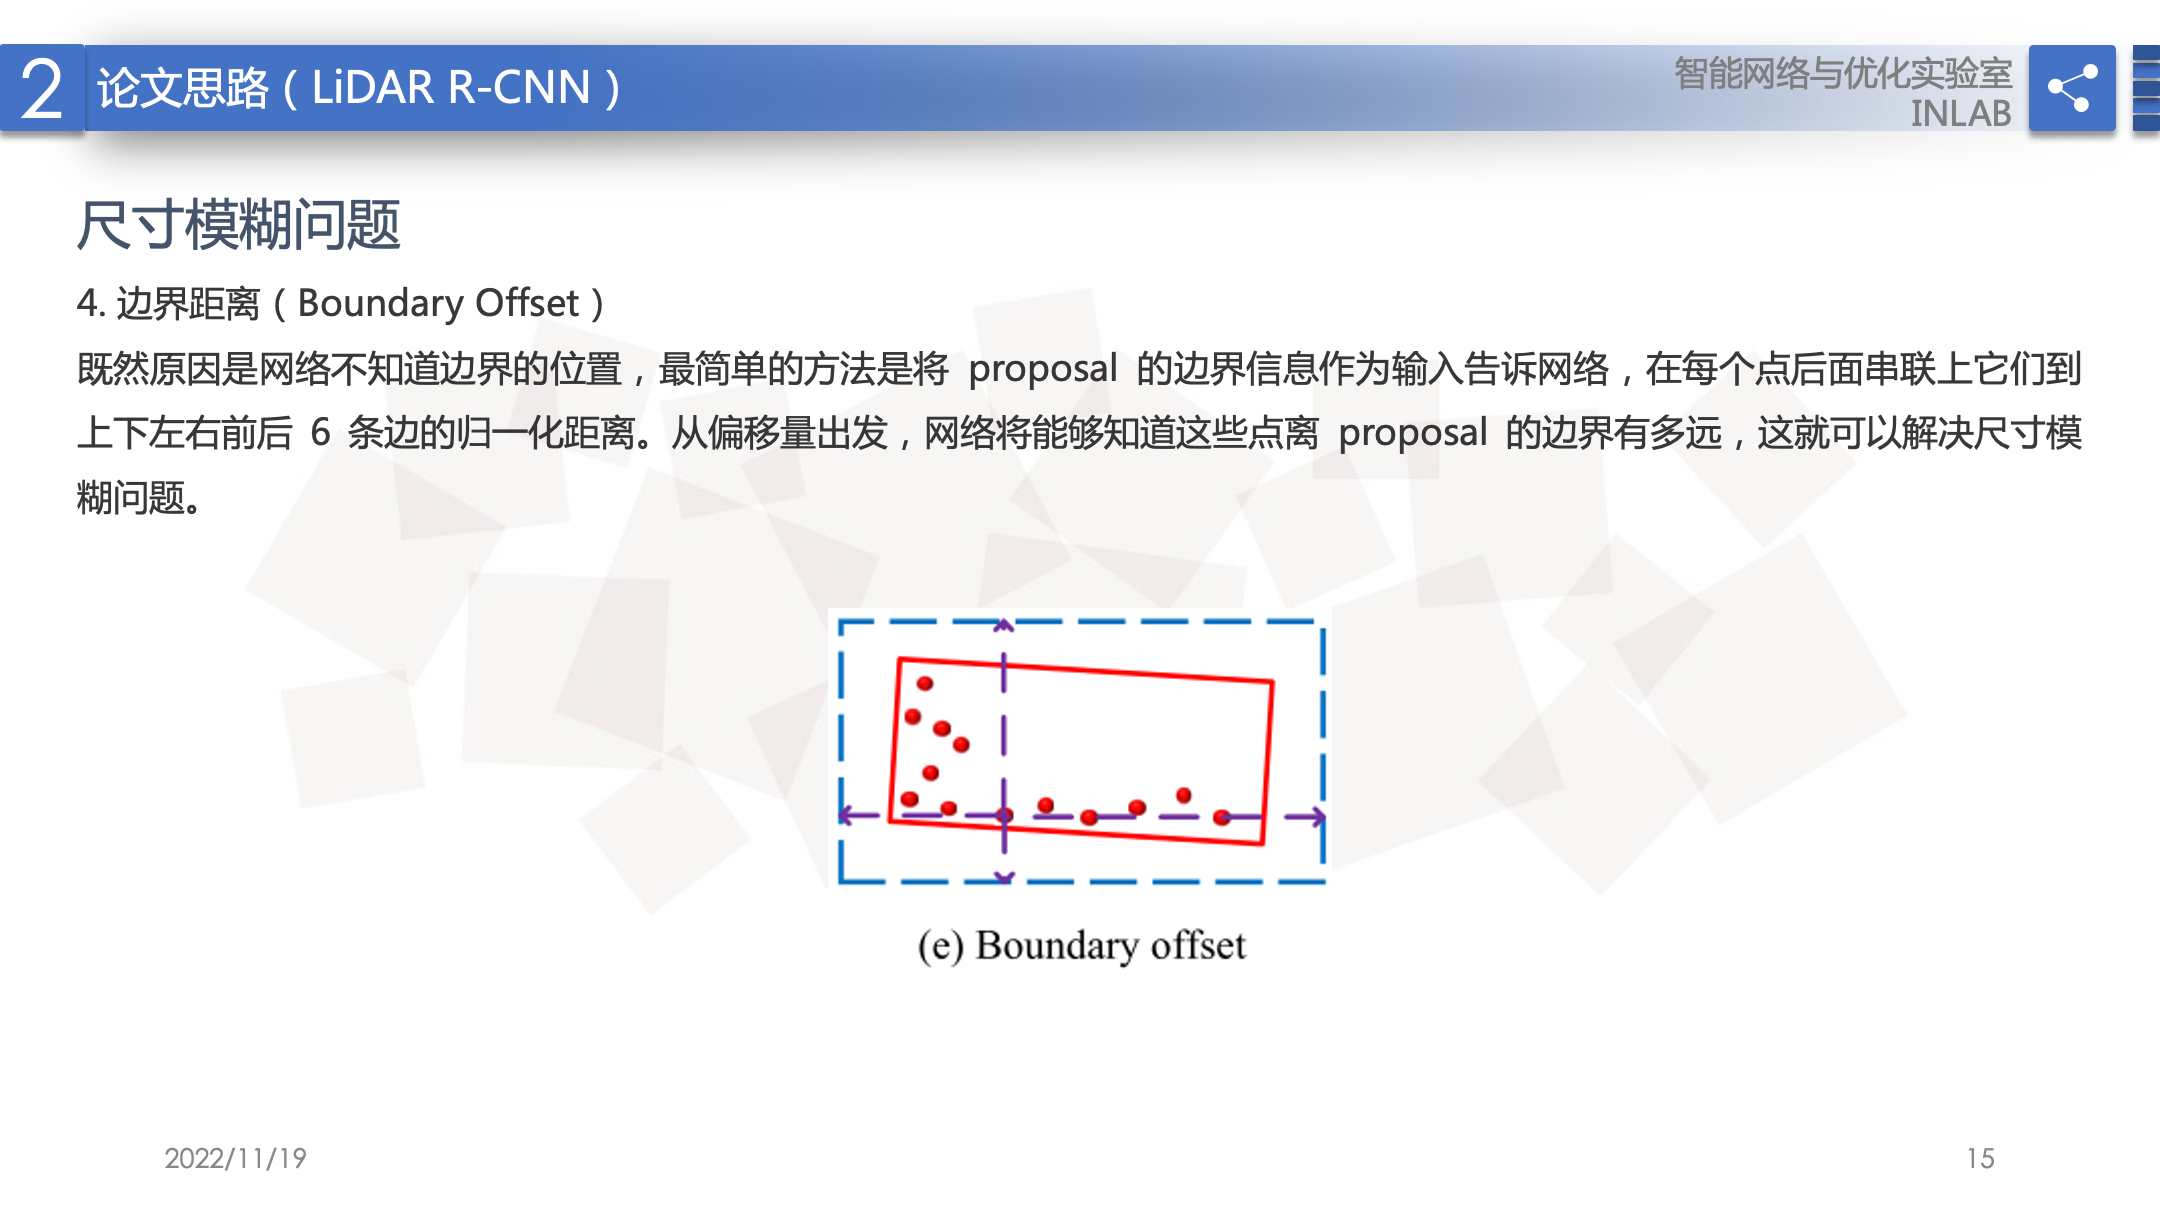 2
论文思路（LiDAR R-CNN）
智能网络与优化实验室
INLAB
尺寸模糊问题
4. 边界距离（Boundary Offset）
既然原因是网络不知道边界的位置，最简单的方法是将 proposal 的边界信息作为输入告诉网络，在每个点后面串联上它们到
上下左右前后 6 条边的归一化距离。从偏移量出发，网络将能够知道这些点离 proposal 的边界有多远，这就可以解决尺寸模
糊问题。
(e) Boundary offset
2022/11/19
15